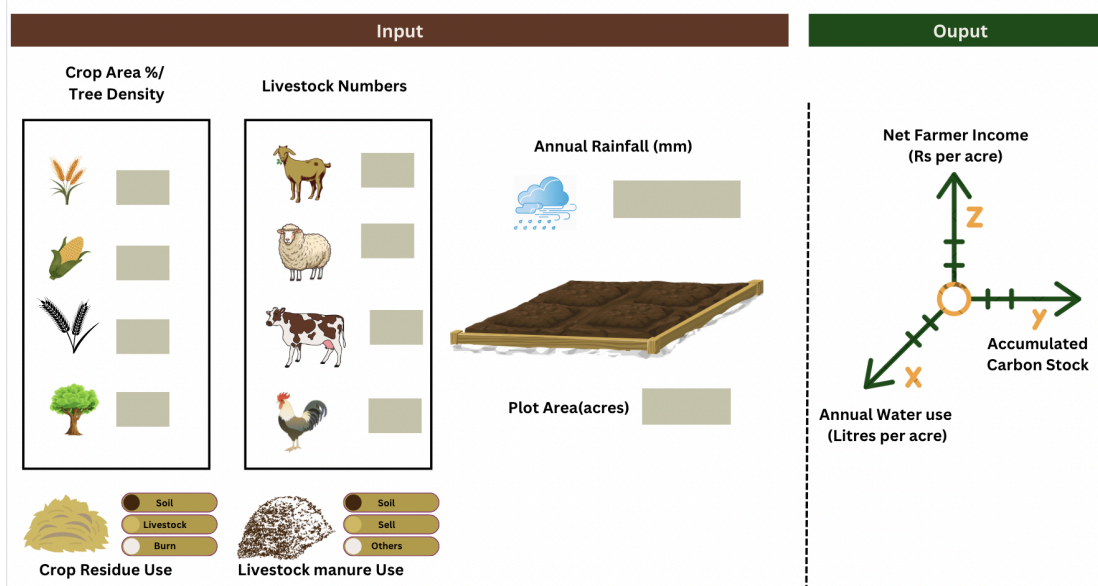 Input
Ouput
Crop Area %/
Tree Density
Livestock Numbers
Annual Rainfall (mm)
Plot Area(acres)
Soil
Livestock
Burn
Crop Residue Use
Soil
Sell
Others
Livestock manure Use
Net Farmer Income
(Rs per acre)
Z
y
Accumulated
Carbon Stock
X
Annual Water use
(Litres per acre)